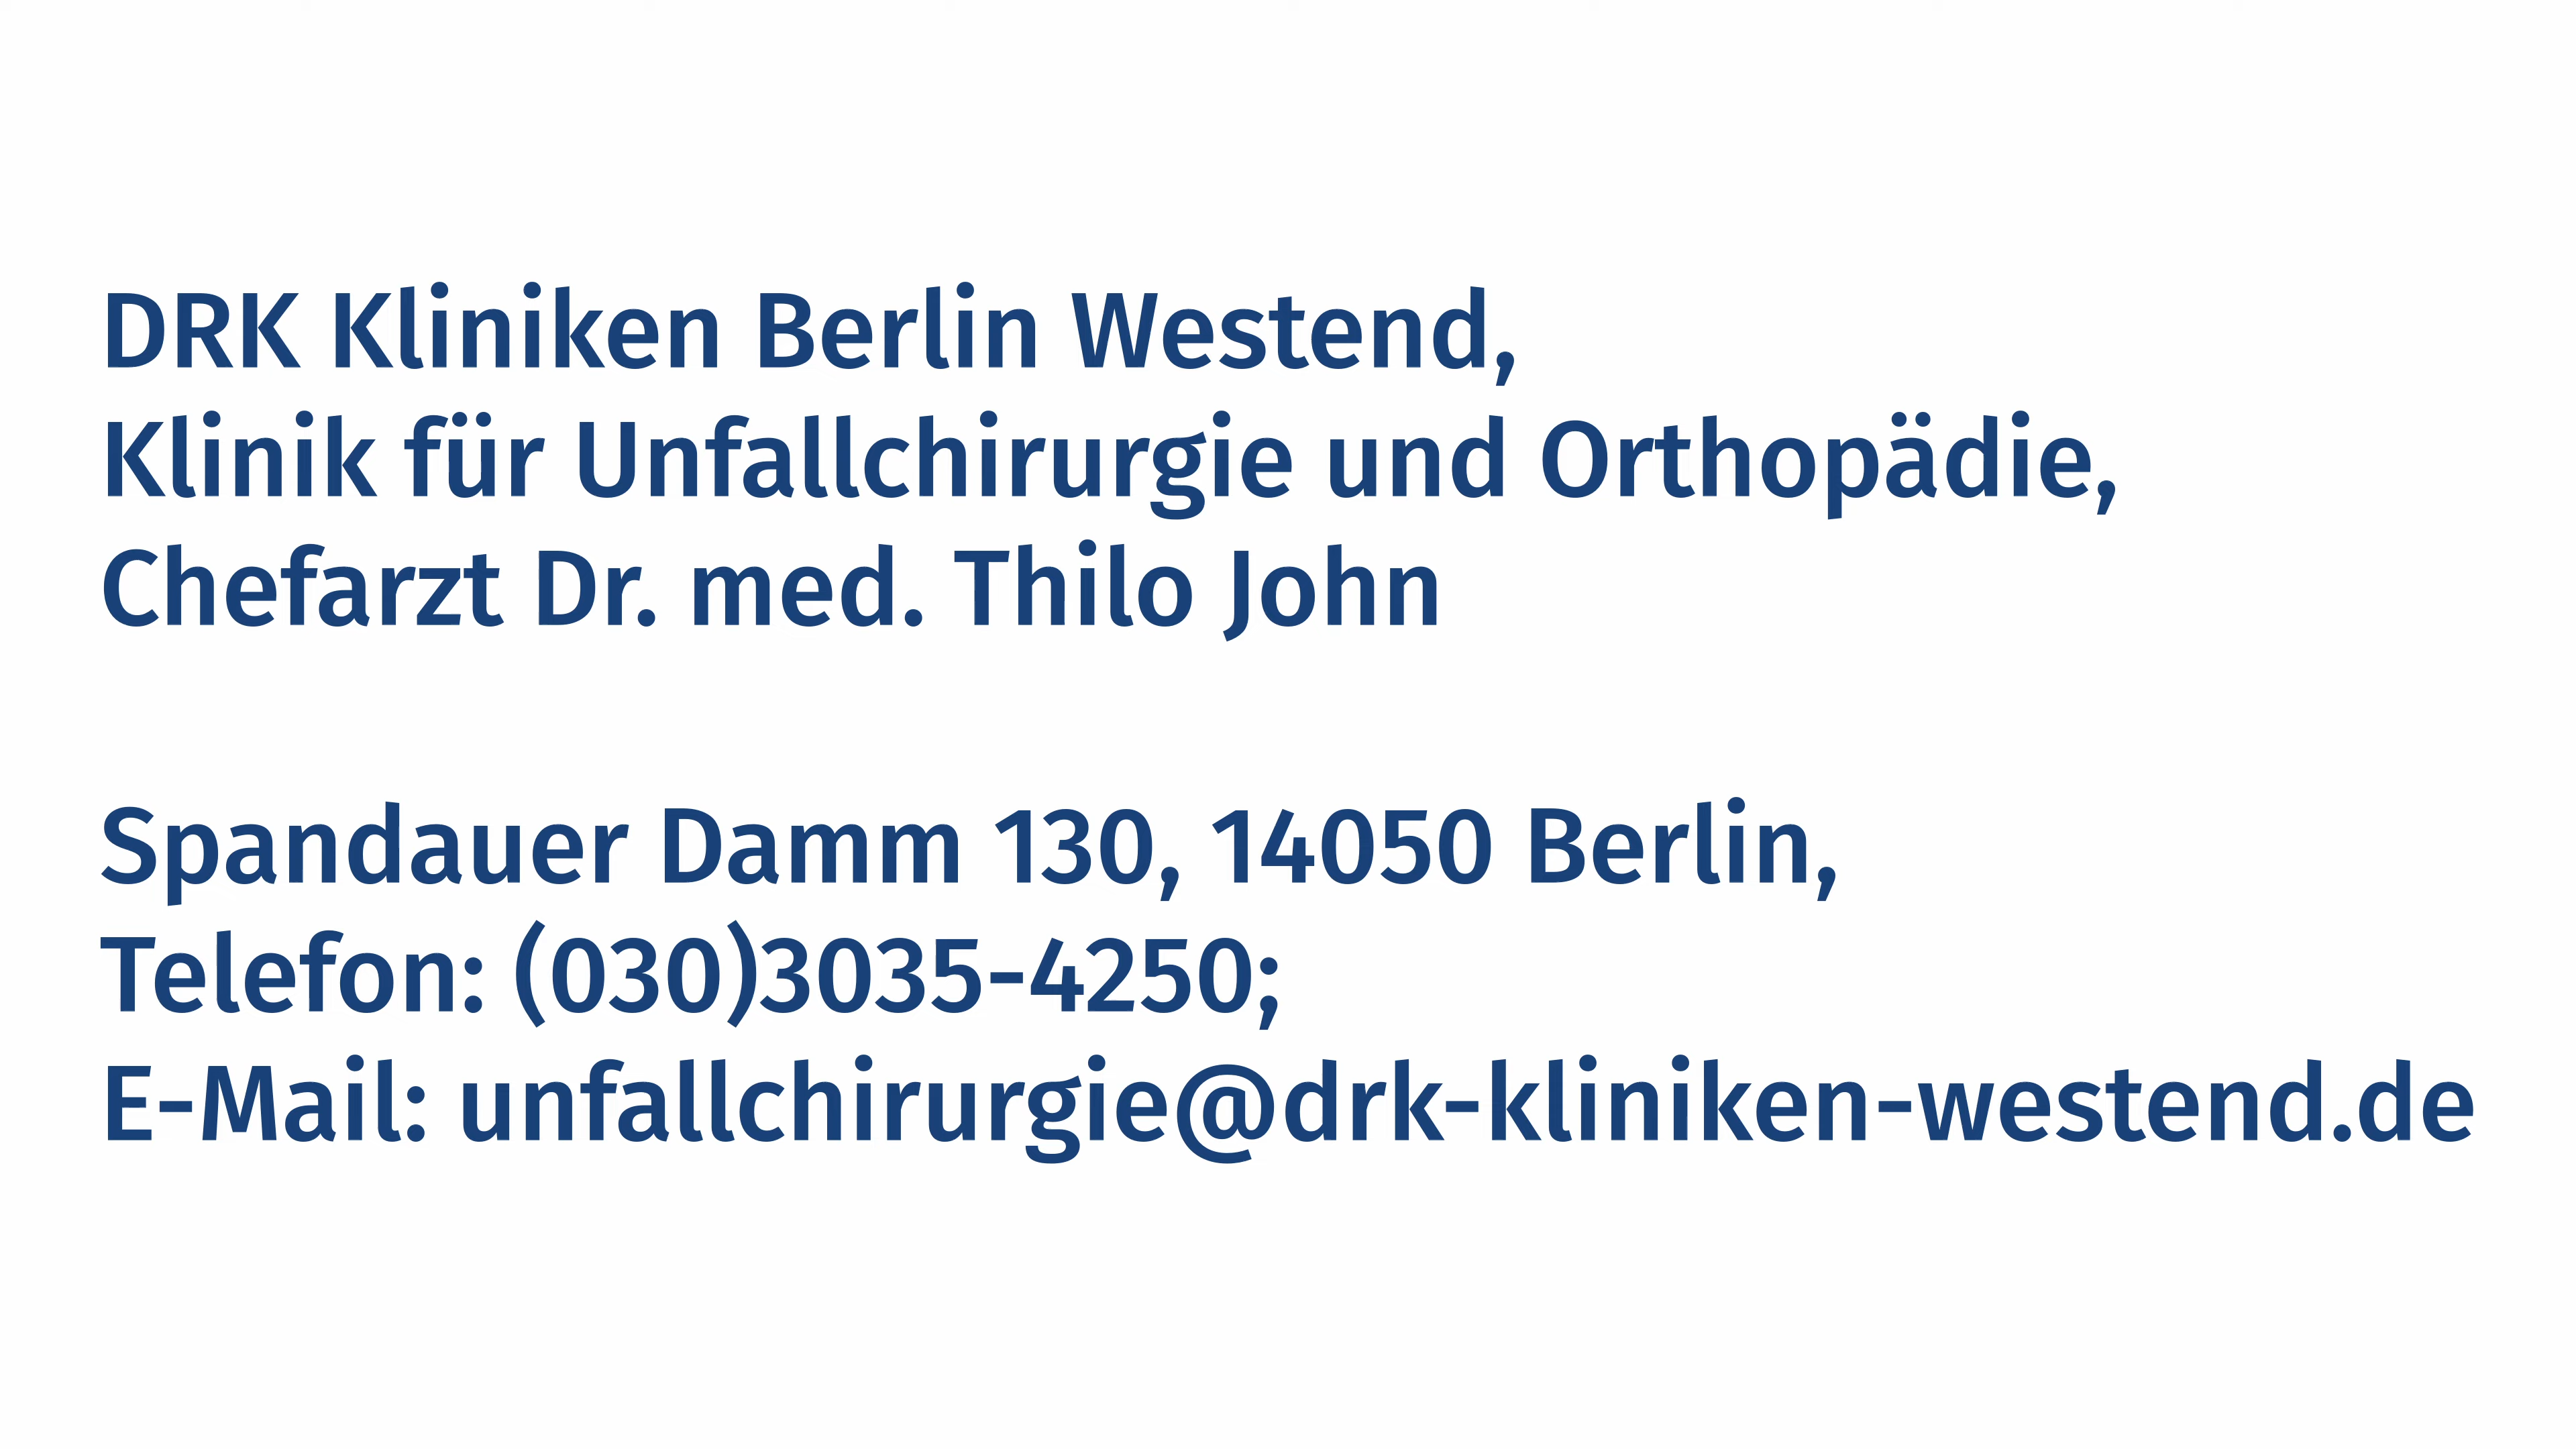 DRK Kliniken Berlin Westend,
Klinik für Unfallchirurgie und Orthopädie,
Chefarzt Dr. med. Thilo John
Spandauer Damm 130, 14050 Berlin,
Telefon: (030)3035-4250;
E-Mail: unfallchirurgie@drk-kliniken-westend.de